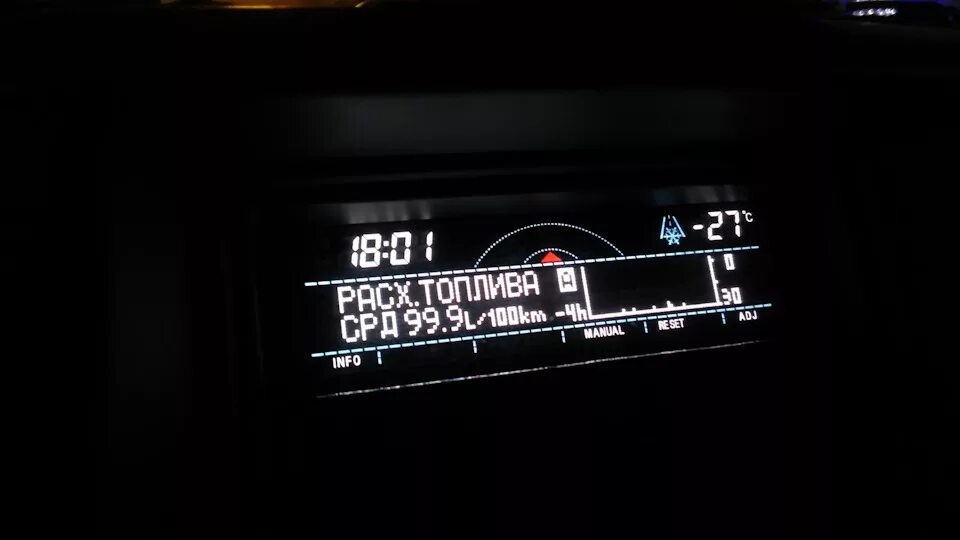 18:01 -27°C
РАСХ.ТОПЛИВА
СРД 99.9L/100km -4h
0
30
INFO MANUAL RESET ADJ